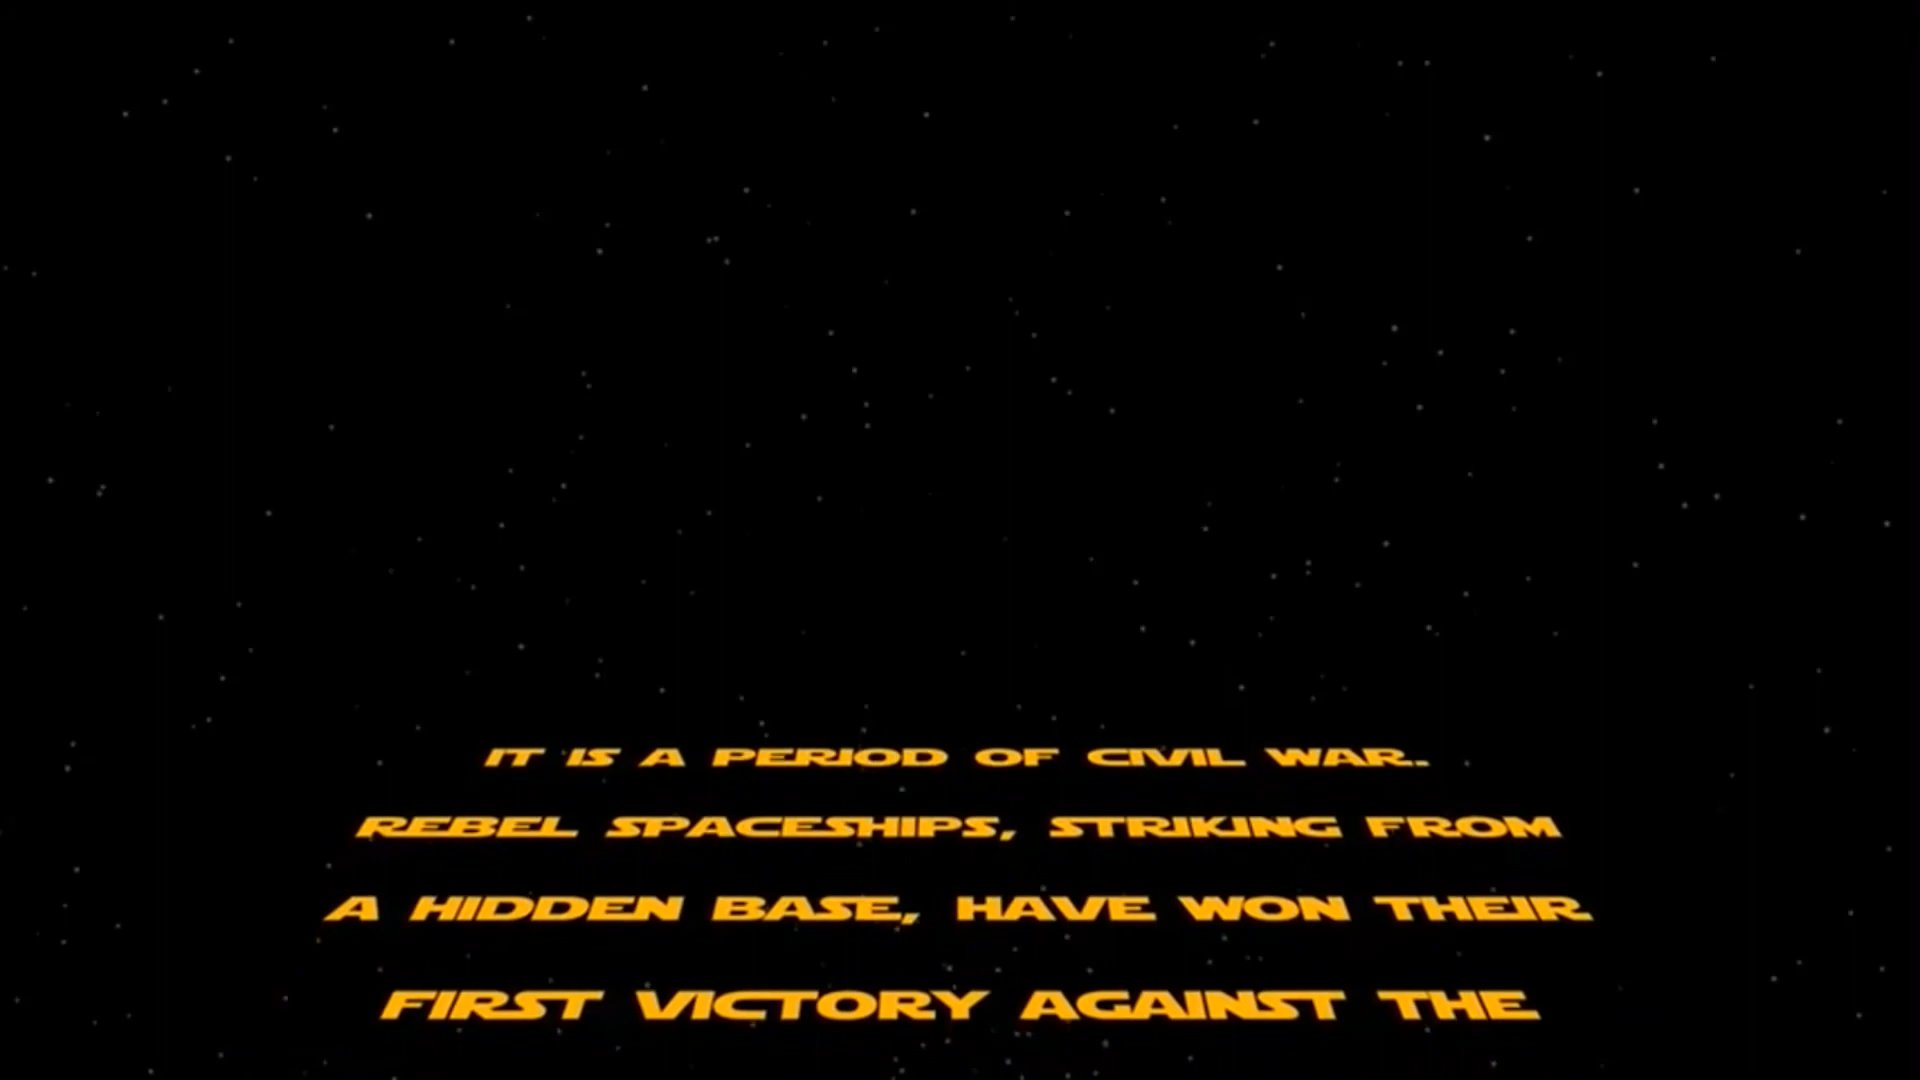 IT IS A PERIOD OF CIVIL WAR.
REBEL SPACESHIPS, STRIKING FROM
A HIDDEN BASE, HAVE WON THEIR
FIRST VICTORY AGAINST THE